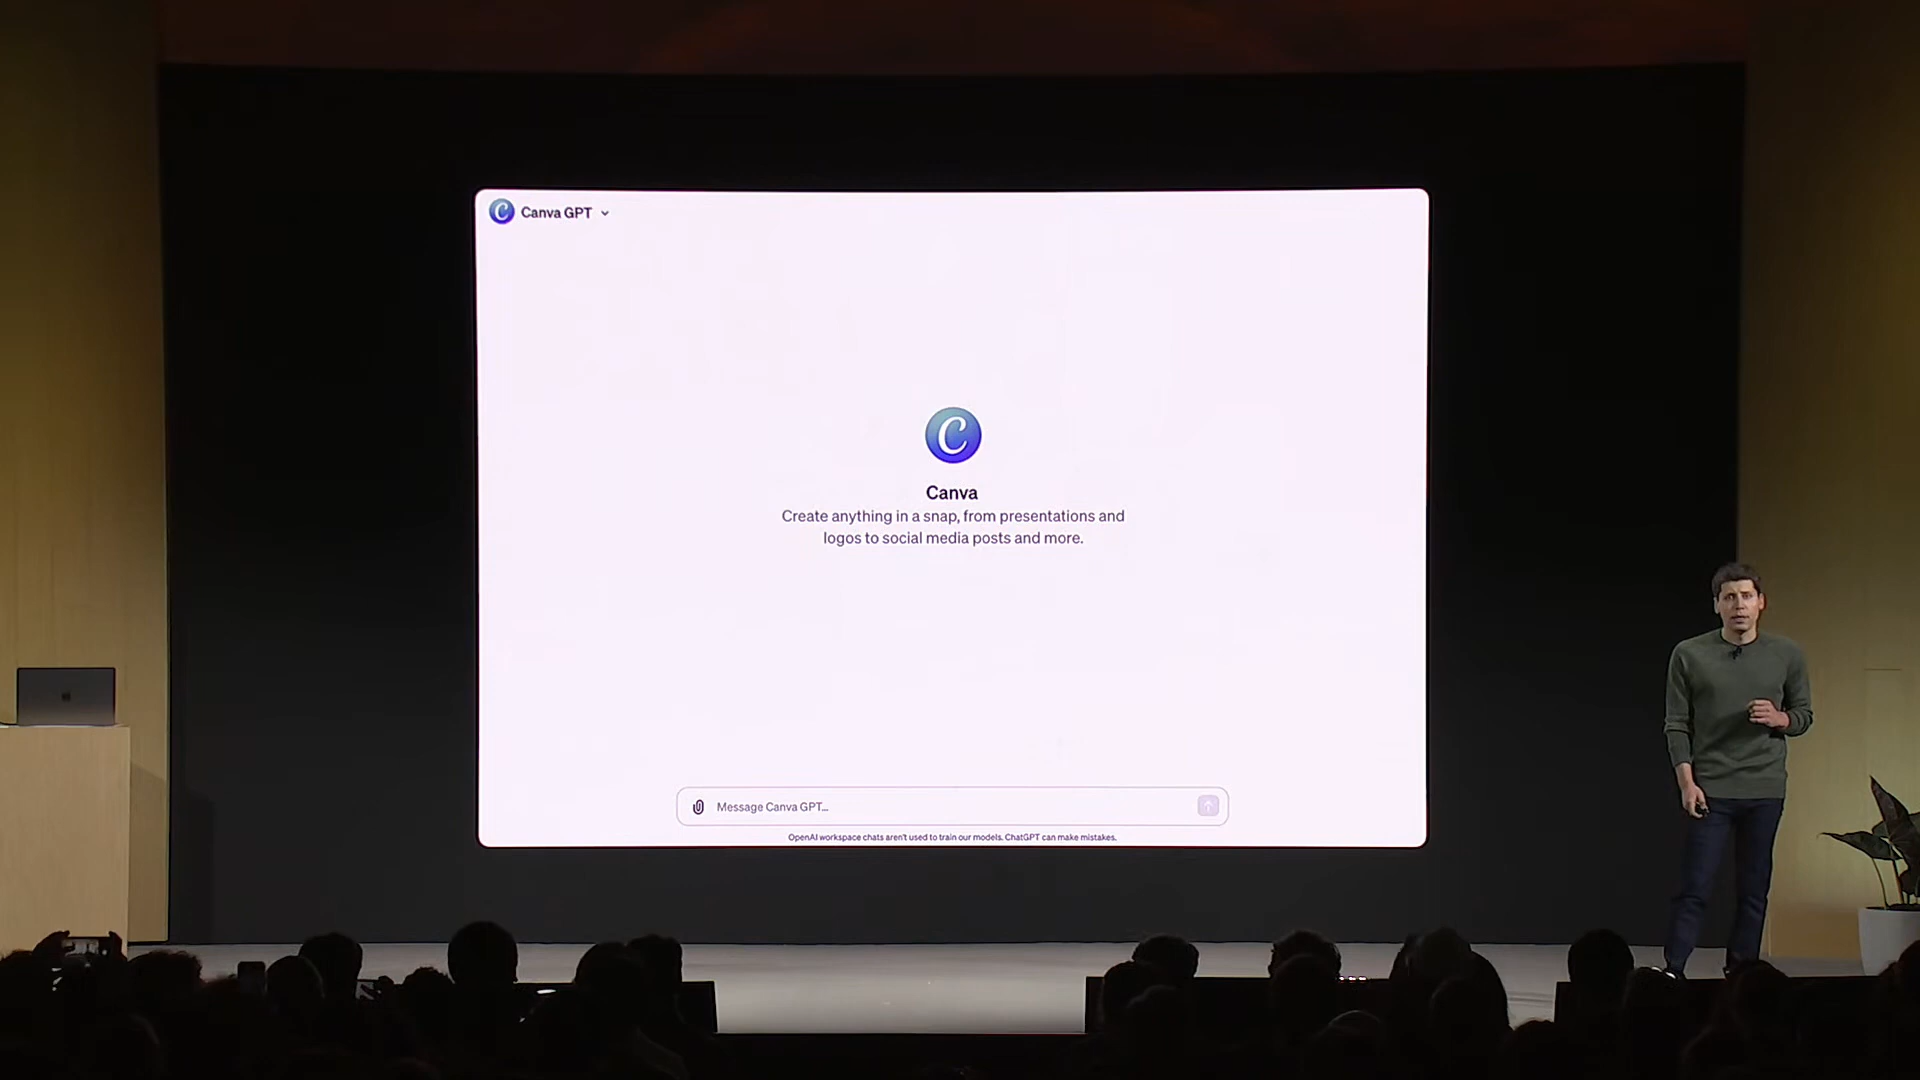 Canva GPT
Canva
Create anything in a snap, from presentations and
logos to social media posts and more.
Message Canva GPT...
OpenAI workspace chats aren't used to train our models. ChatGPT can make mistakes.